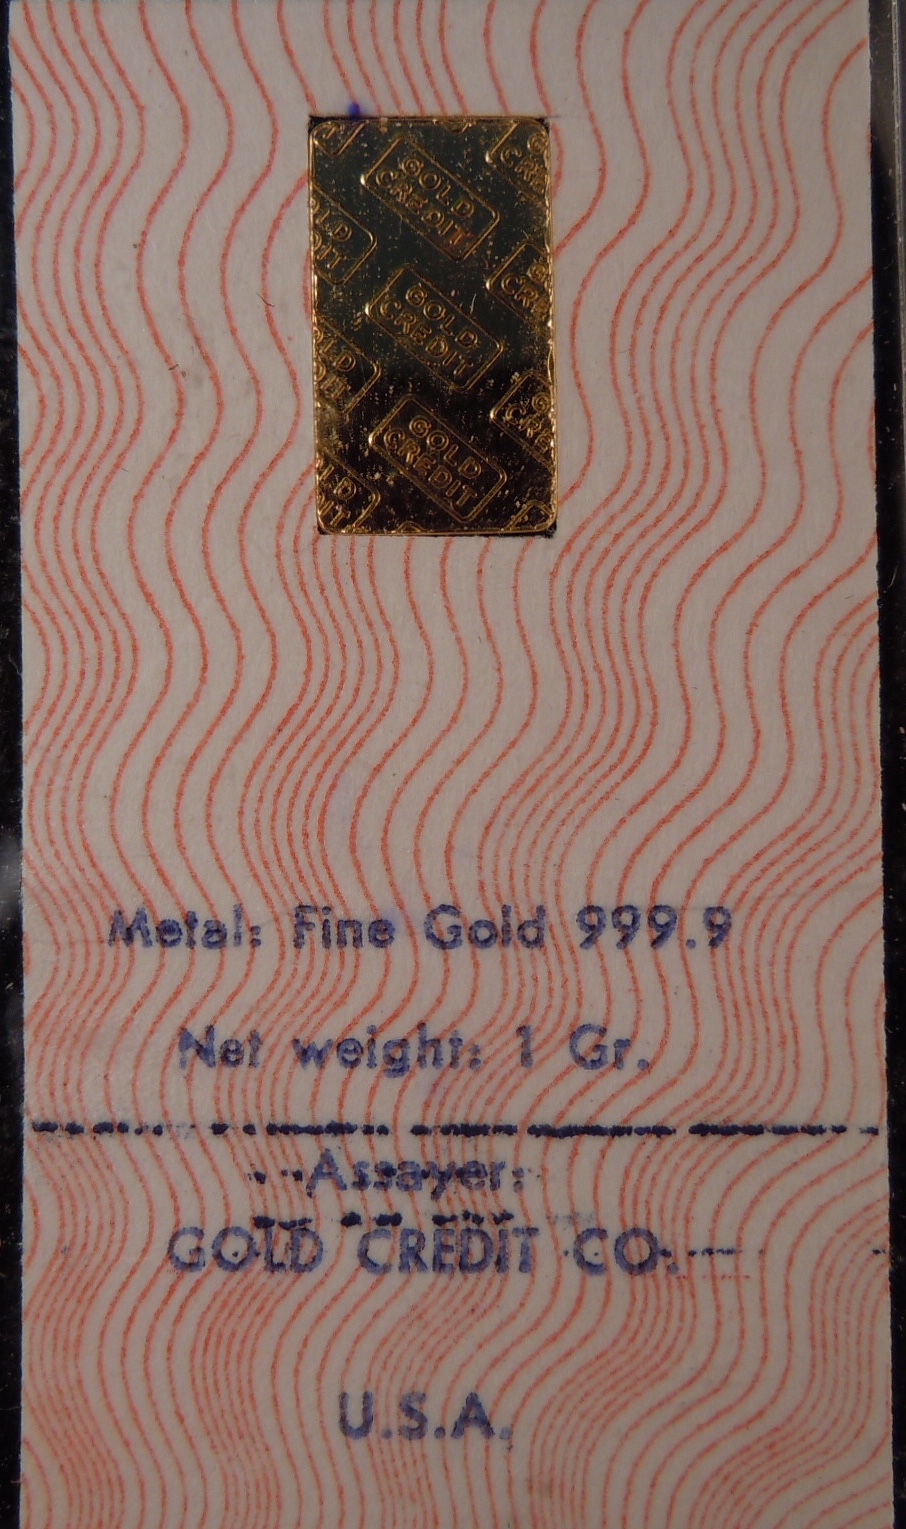 GOLD
CREDIT
GOLD
CREDIT
GOLD
CREDIT
Metal: Fine Gold 999.9
Net weight: 1 Gr.
Assayer:
GOLD CREDIT CO.
U.S.A.